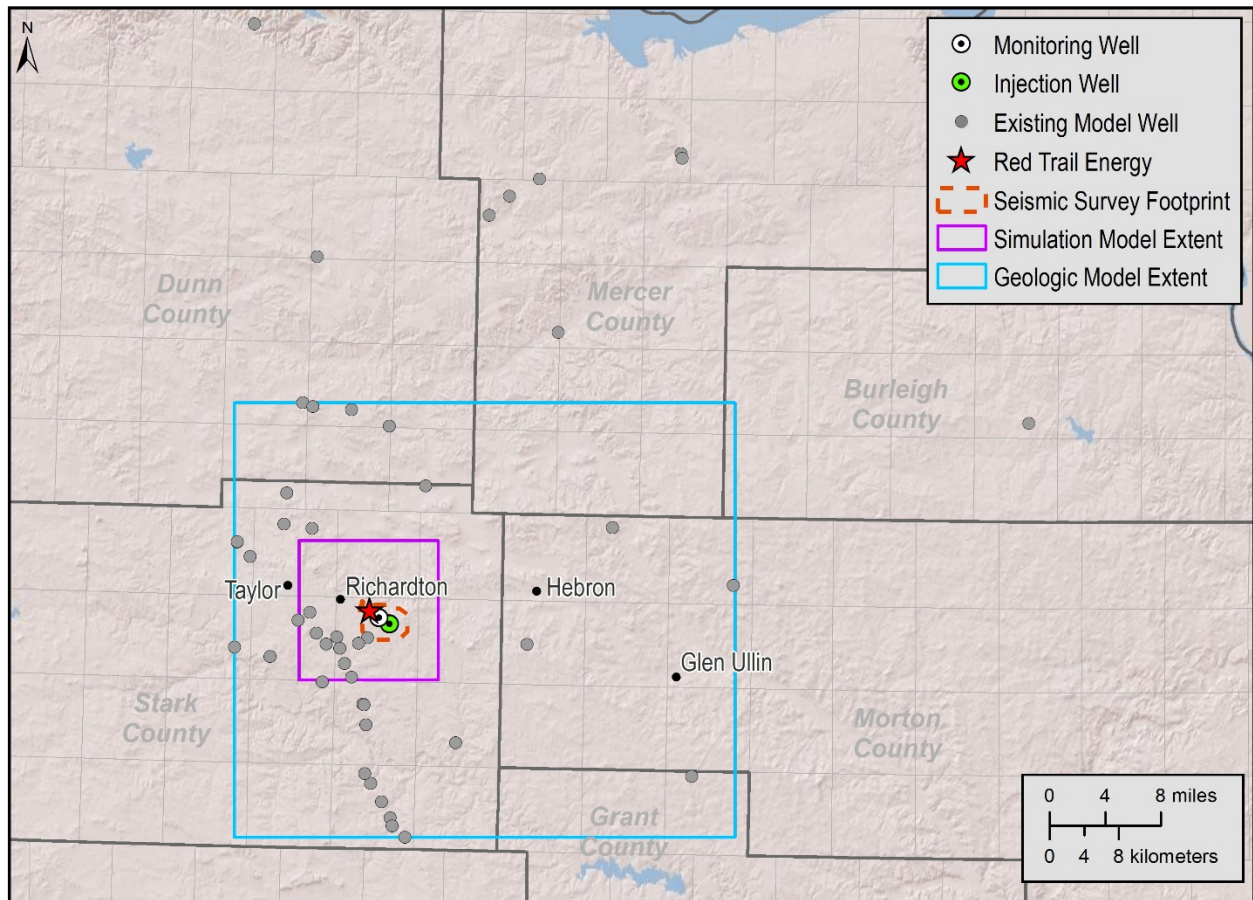 N
Monitoring Well
Injection Well
Existing Model Well
Red Trail Energy
Seismic Survey Footprint
Simulation Model Extent
Geologic Model Extent
Dunn
County
Mercer
County
Burleigh
County
Taylor
Richardton
Hebron
Glen Ullin
Stark
County
Morton
County
Grant
County
0 4 8 miles
0 4 8 kilometers